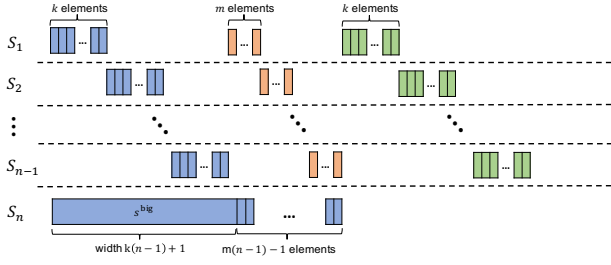 k elements m elements k elements
S₁ ... ... ...
S₂ ... ... ...
Sₙ₋₁ ... ... ...
Sₙ s^big ...
width k(n−1)+1 m(n−1)−1 elements